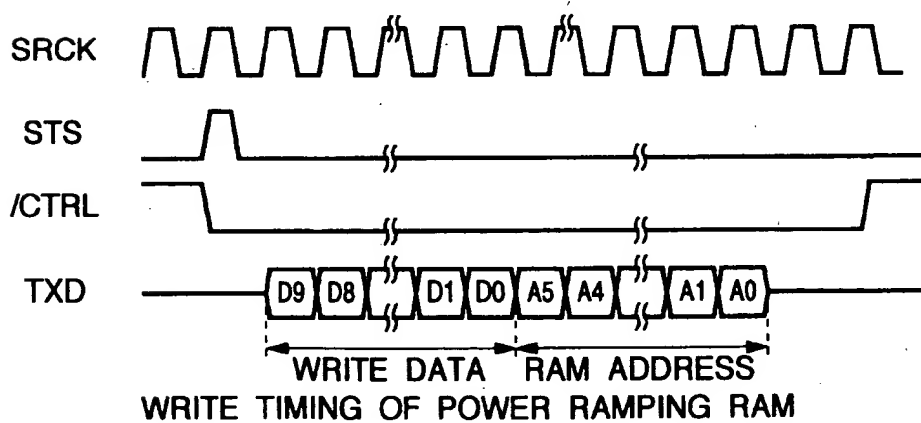 SRCK
STS
/CTRL
TXD D9 D8 D1 D0 A5 A4 A1 A0
WRITE DATA RAM ADDRESS
WRITE TIMING OF POWER RAMPING RAM